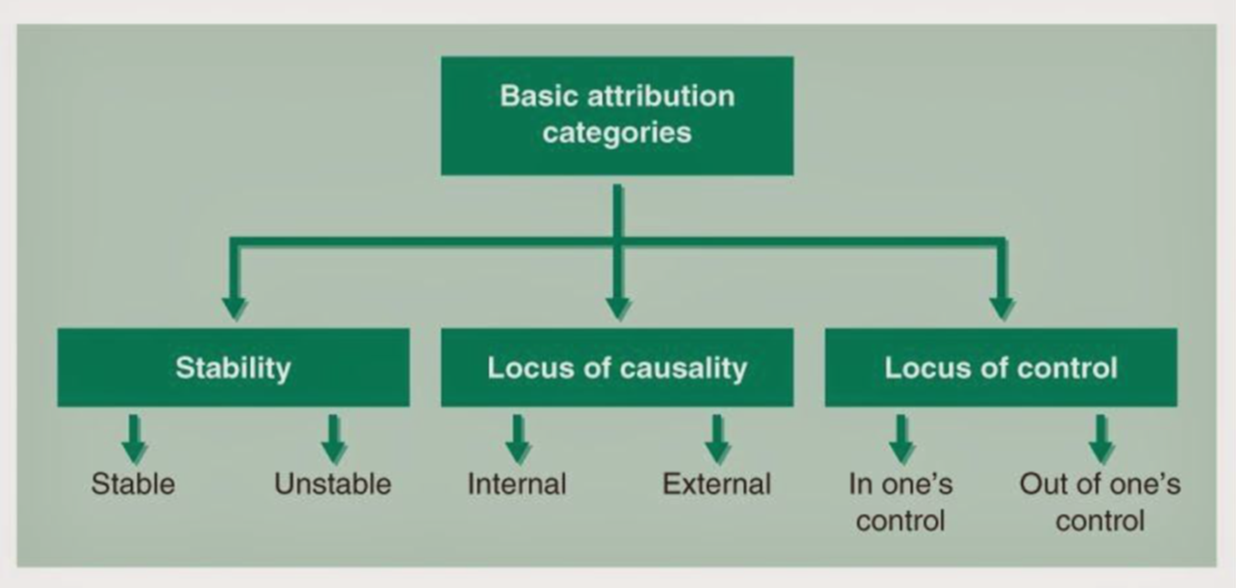 Basic attribution
categories
Stability
Locus of causality
Locus of control
Stable
Unstable
Internal
External
In one's
control
Out of one's
control